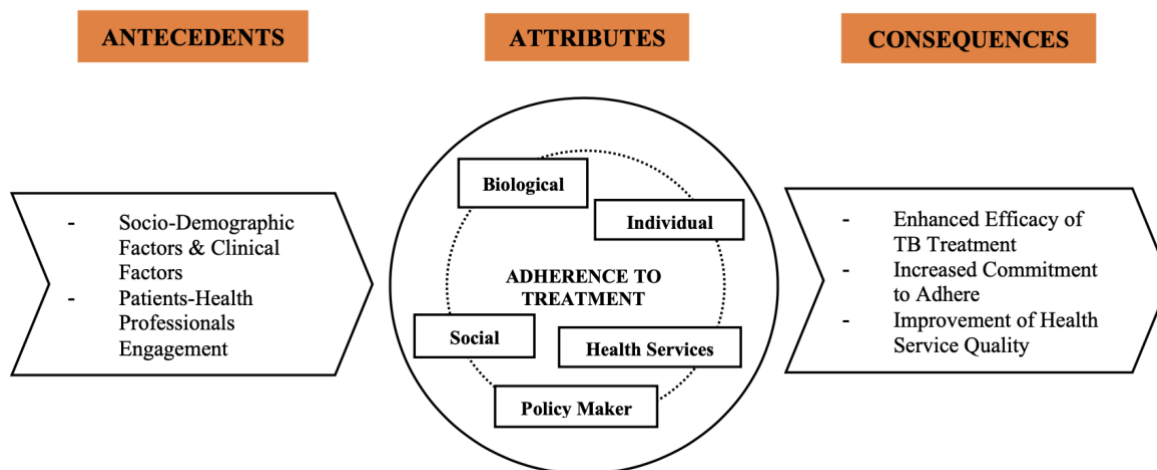 ANTECEDENTS
ATTRIBUTES
CONSEQUENCES
- Socio-Demographic
Factors & Clinical
Factors
- Patients-Health
Professionals
Engagement
Biological
Individual
ADHERENCE TO
TREATMENT
Social
Health Services
Policy Maker
- Enhanced Efficacy of
TB Treatment
- Increased Commitment
to Adhere
- Improvement of Health
Service Quality